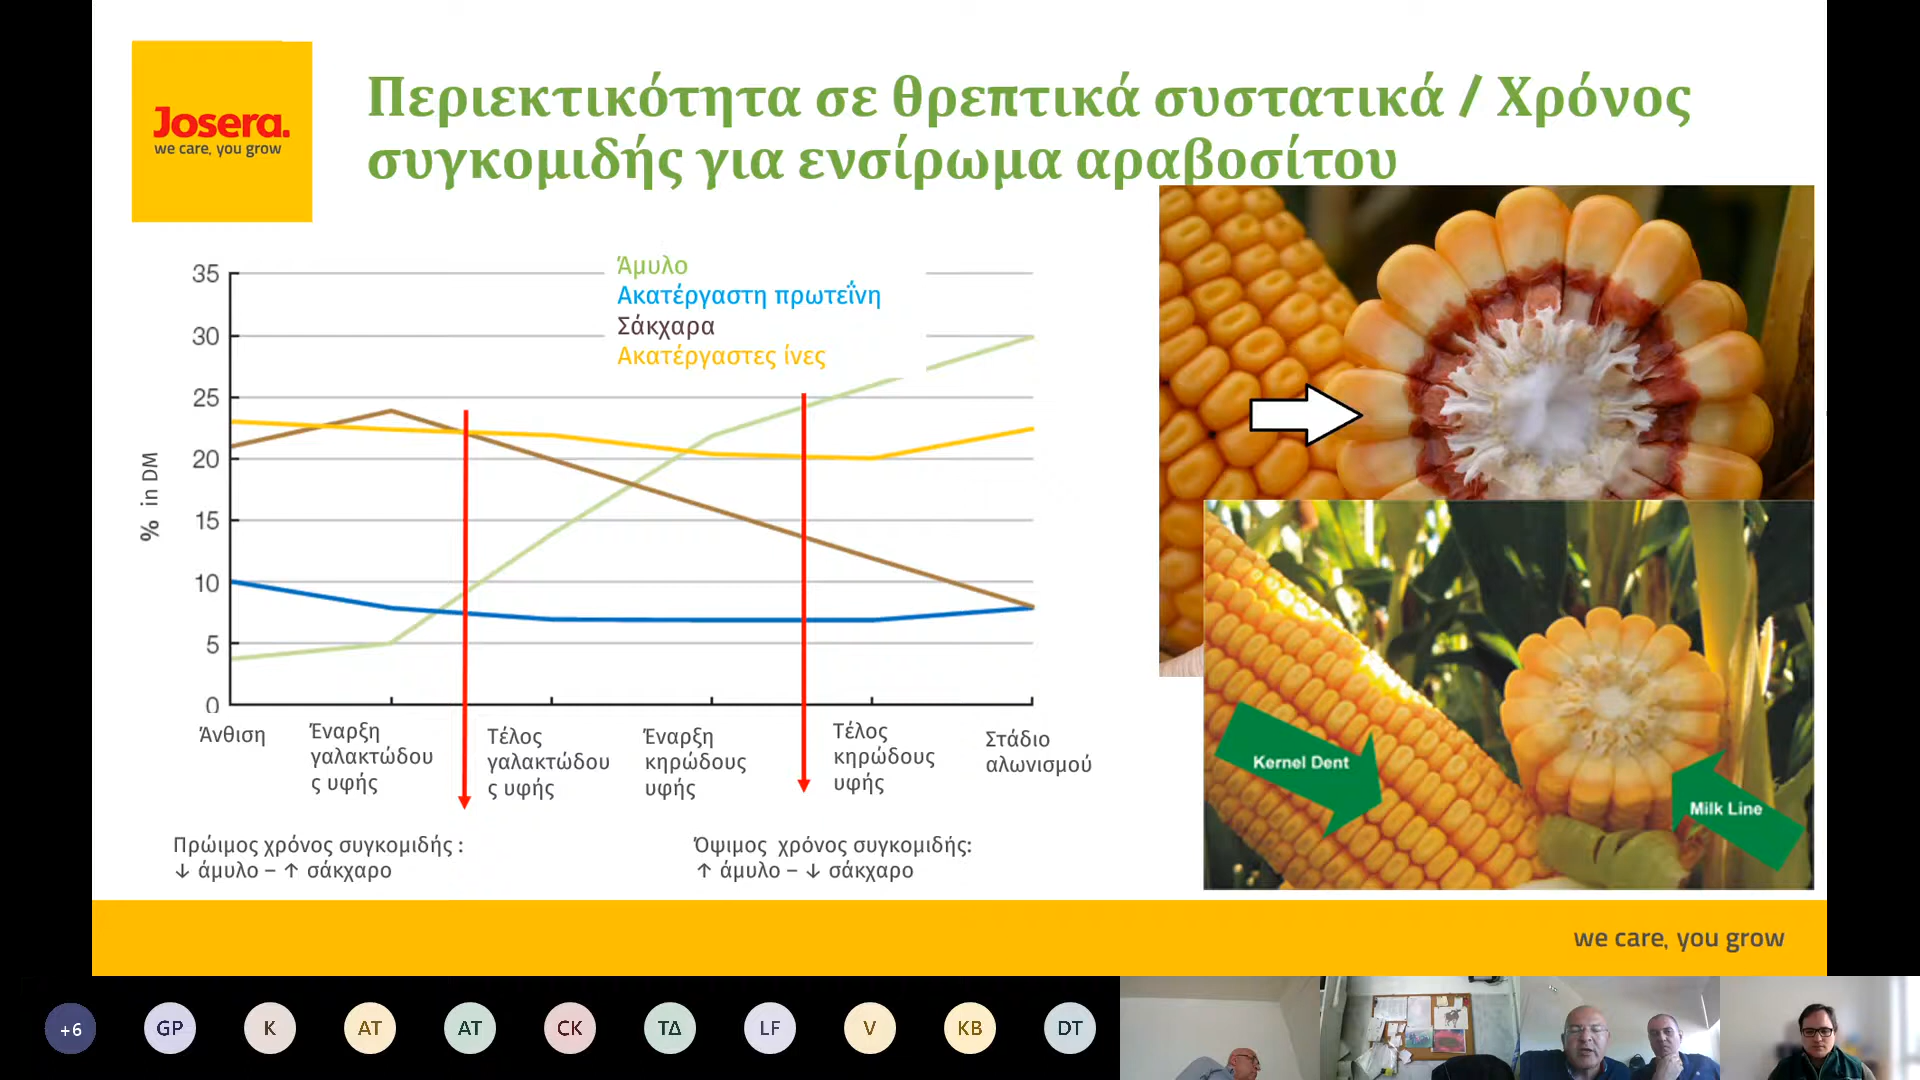 Josera.
we care, you grow
Περιεκτικότητα σε θρεπτικά συστατικά / Χρόνος
συγκομιδής για ενσίρωμα αραβοσίτου
Άμυλο
Ακατέργαστη πρωτεΐνη
Σάκχαρα
Ακατέργαστες ίνες
35
30
25
20
15
10
5
0
% in DM
Άνθιση
Έναρξη
γαλακτώδου
ς υφής
Τέλος
γαλακτώδου
ς υφής
Έναρξη
κηρώδους
υφής
Τέλος
κηρώδους
υφής
Στάδιο
αλωνισμού
Πρώιμος χρόνος συγκομιδής :
↓ άμυλο – ↑ σάκχαρο
Όψιμος χρόνος συγκομιδής:
↑ άμυλο – ↓ σάκχαρο
Kernel Dent
Milk Line
we care, you grow
+6
GP
K
AT
AT
CK
ΤΔ
LF
V
KB
DT